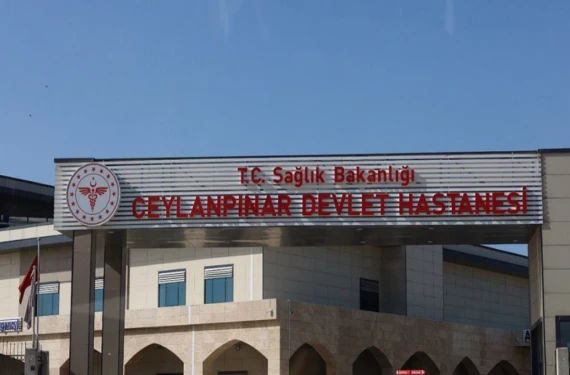 T.C. Sağlık Bakanlığı
CEYLANPINAR DEVLET HASTANESİ